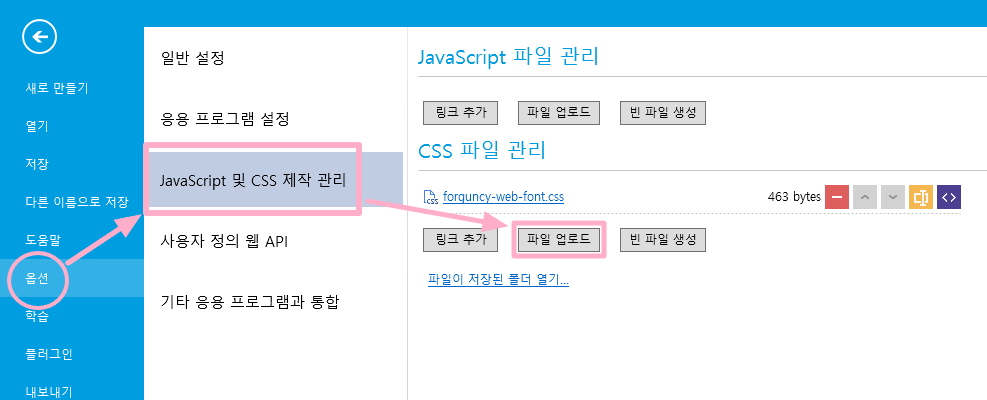 새로 만들기
열기
저장
다른 이름으로 저장
도움말
옵션
학습
플러그인
내보내기
일반 설정
응용 프로그램 설정
JavaScript 및 CSS 제작 관리
사용자 정의 웹 API
기타 응용 프로그램과 통합
JavaScript 파일 관리
링크 추가 파일 업로드 빈 파일 생성
CSS 파일 관리
forguncy-web-font.css 463 bytes
링크 추가 파일 업로드 빈 파일 생성
파일이 저장된 폴더 열기...